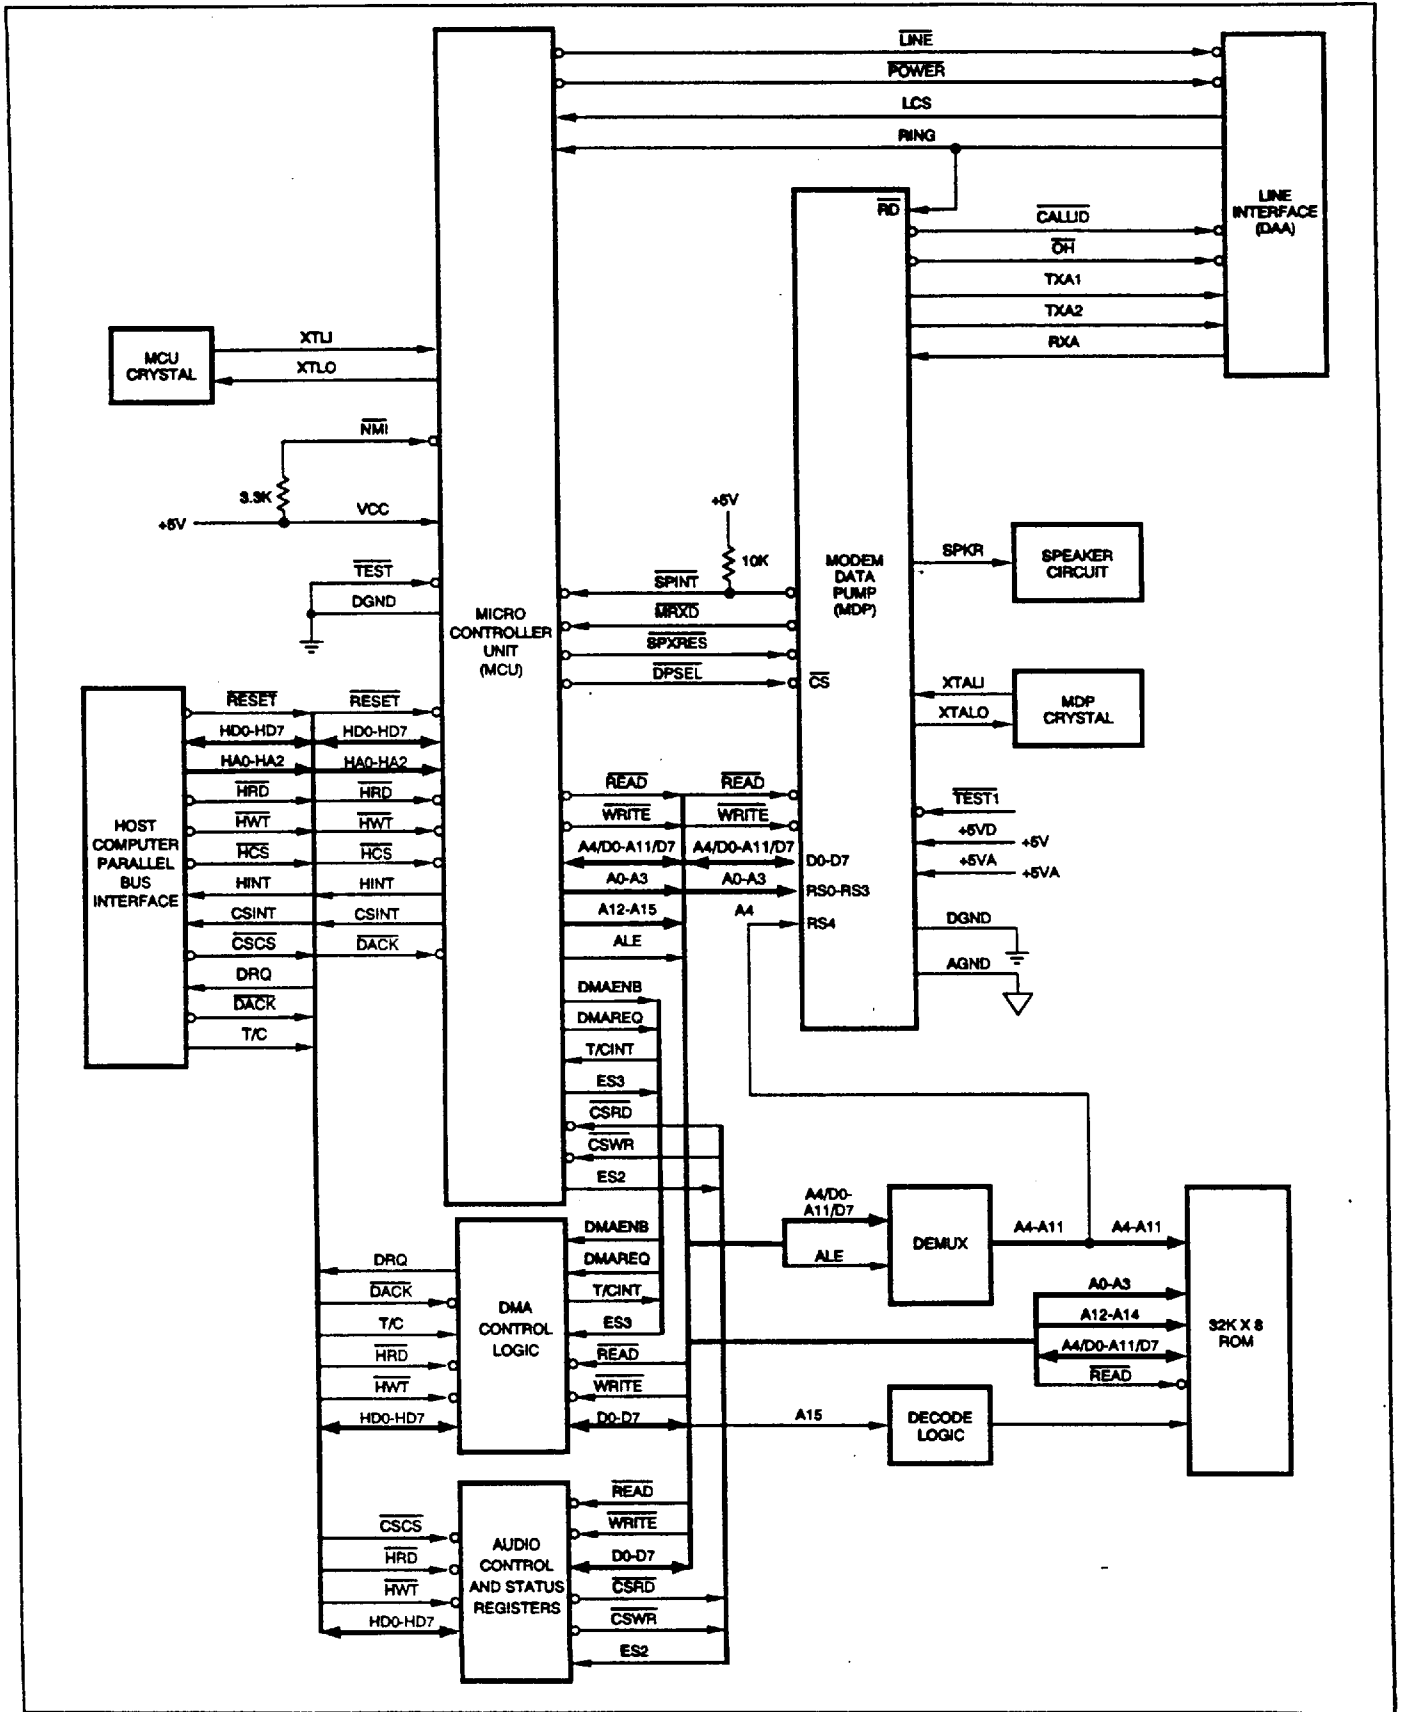 LINE
POWER
LCS
RING
LINE
INTERFACE
(DAA)
RD
CALLID
OH
TXA1
TXA2
RXA
MCU
CRYSTAL
XTLI
XTLO
NMI
3.3K
+5V
VCC
TEST
DGND
MICRO
CONTROLLER
UNIT
(MCU)
+5V
10K
SPINT
MRXD
SPXRES
DPSEL
CS
MODEM
DATA
PUMP
(MDP)
SPKR
SPEAKER
CIRCUIT
XTALI
XTALO
MDP
CRYSTAL
TEST1
+5VD
+5V
+5VA
+5VA
DGND
AGND
HOST
COMPUTER
PARALLEL
BUS
INTERFACE
RESET RESET
HD0-HD7 HD0-HD7
HA0-HA2 HA0-HA2
HRD HRD
HWT HWT
HCS HCS
HINT HINT
CSINT CSINT
CSCS DACK
DRQ
DACK
T/C
READ READ
WRITE WRITE
A4/D0-A11/D7 A4/D0-A11/D7 D0-D7
A0-A3 A0-A3 RS0-RS3
A12-A15 A4 RS4
ALE
DMAENB
DMAREQ
T/CINT
ES3
CSRD
CSWR
ES2
A4/D0-
A11/D7
ALE
DEMUX
A4-A11 A4-A11
A0-A3
A12-A14
A4/D0-A11/D7
READ
32K X 8
ROM
A15
DECODE
LOGIC
DRQ
DACK
T/C
HRD
HWT
HD0-HD7
DMA
CONTROL
LOGIC
DMAENB
DMAREQ
T/CINT
ES3
READ
WRITE
D0-D7
CSCS
HRD
HWT
HD0-HD7
AUDIO
CONTROL
AND STATUS
REGISTERS
READ
WRITE
D0-D7
CSRD
CSWR
ES2